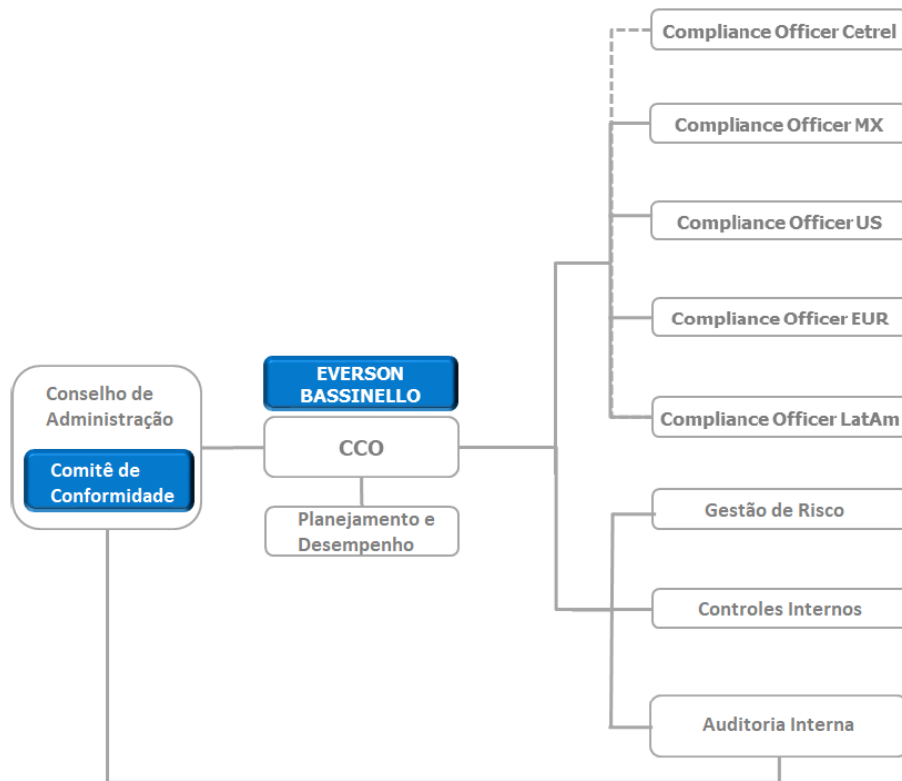 Compliance Officer Cetrel
Compliance Officer MX
Compliance Officer US
Compliance Officer EUR
EVERSON
BASSINELLO
Conselho de
Administração
Compliance Officer LatAm
CCO
Comitê de
Conformidade
Gestão de Risco
Planejamento e
Desempenho
Controles Internos
Auditoria Interna